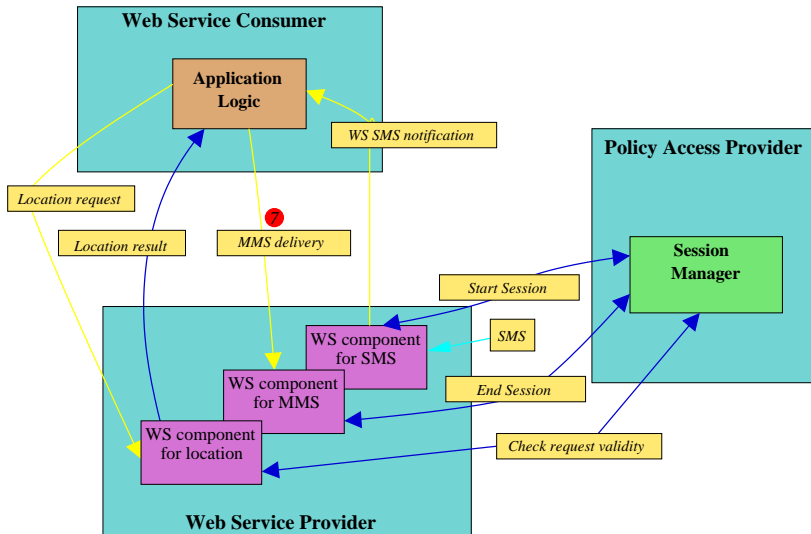 Web Service Consumer
Application
Logic
WS SMS notification
Policy Access Provider
Location request
7
Location result
MMS delivery
Session
Manager
Start Session
WS component
for SMS
SMS
WS component
for MMS
End Session
WS component
for location
Check request validity
Web Service Provider